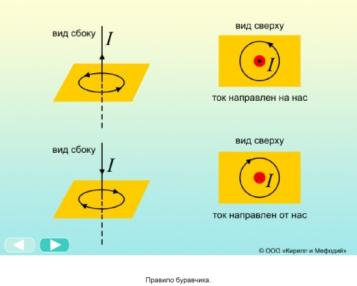 вид сбоку
I
вид сверху
I
ток направлен на нас
вид сбоку
I
вид сверху
I
ток направлен от нас
© ООО «Кирилл и Мефодий»
Правило буравчика.